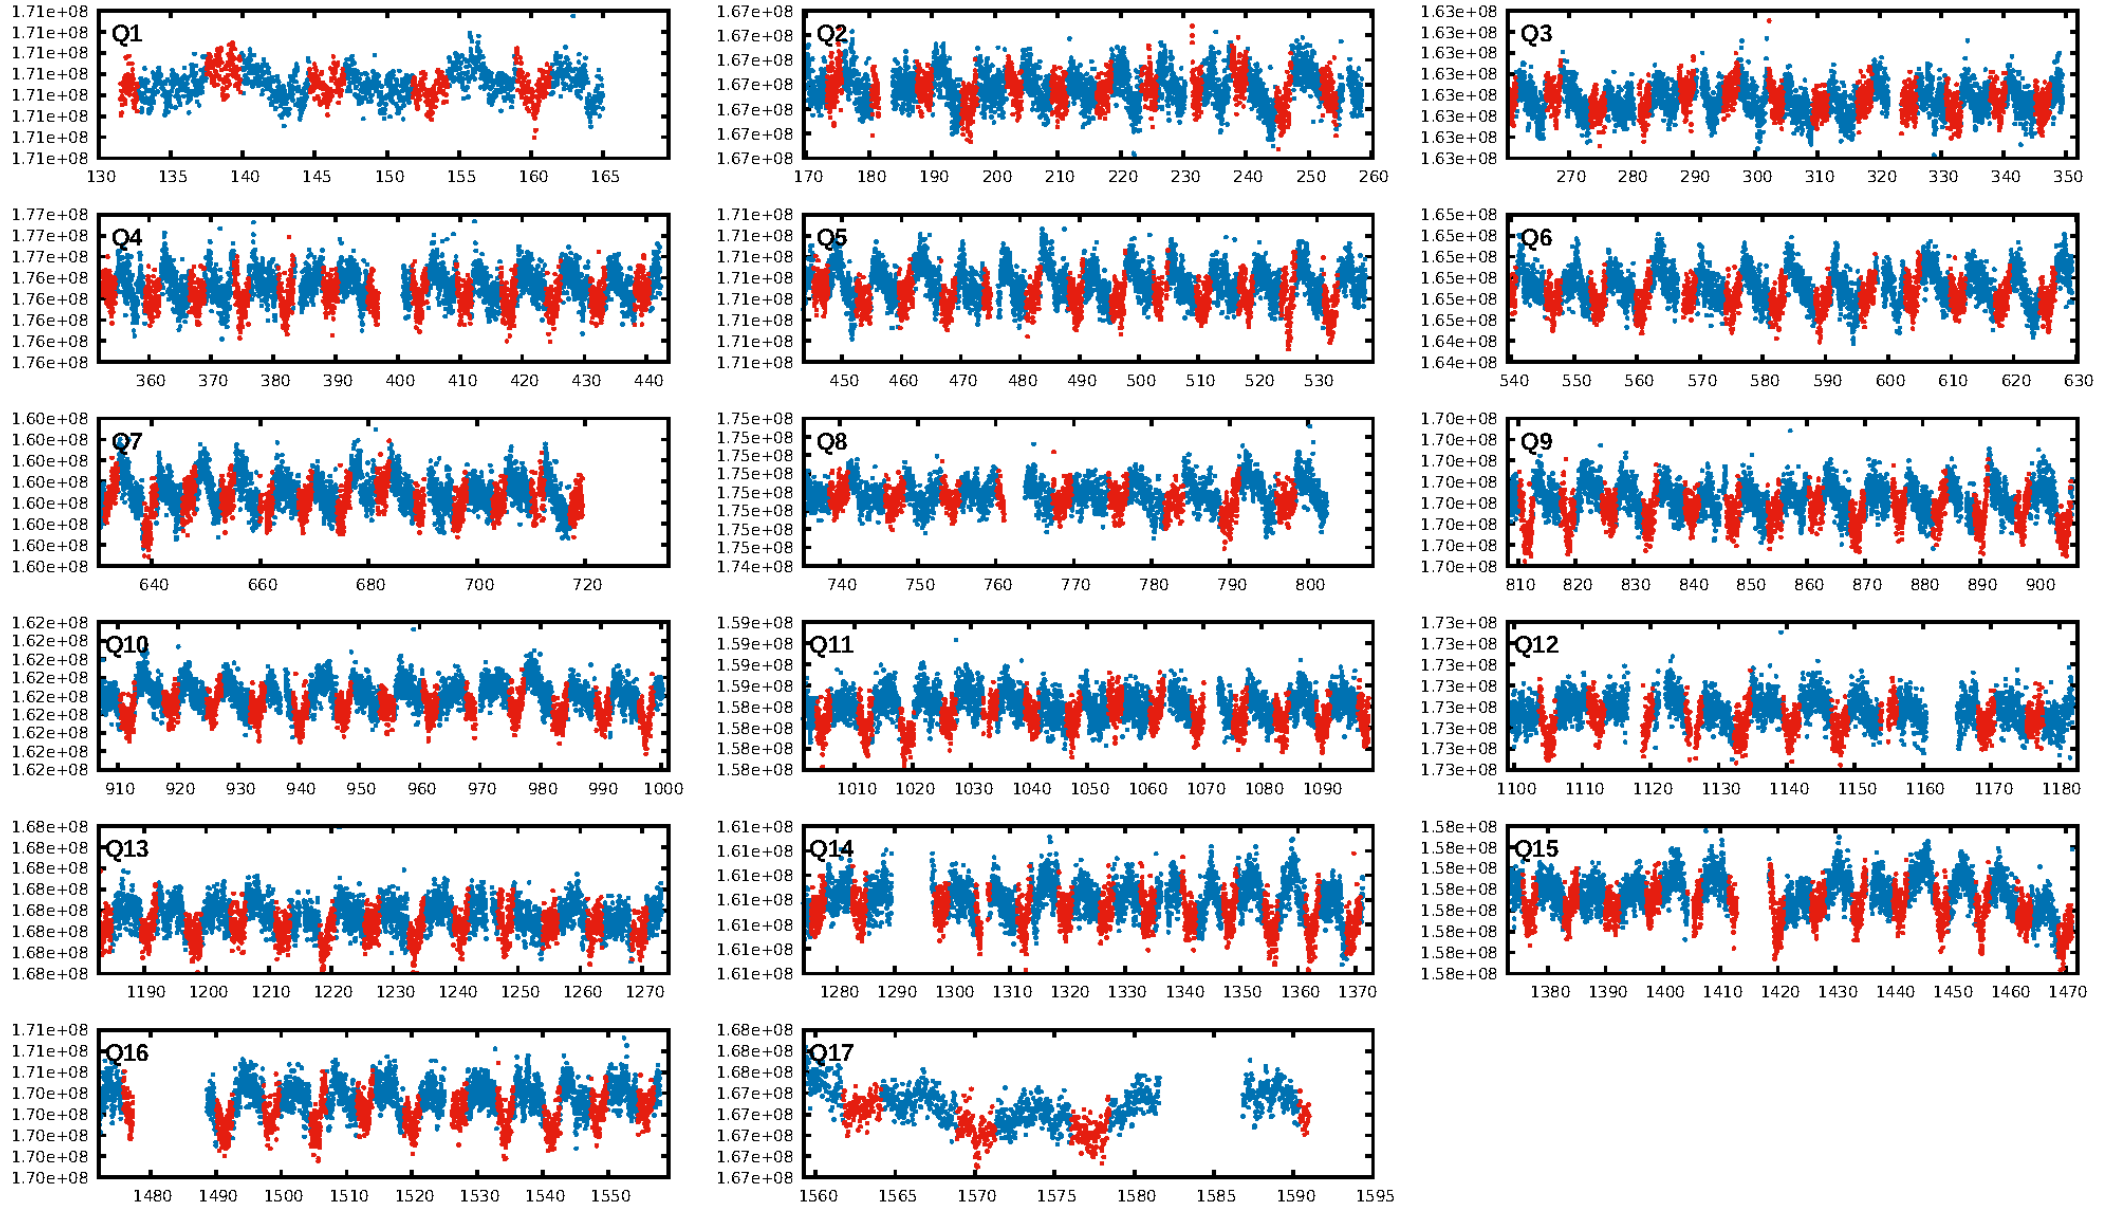 1.71e+08 1.71e+08 1.71e+08 1.71e+08 1.71e+08 1.71e+08 1.71e+08 1.71e+08
Q1
130 135 140 145 150 155 160 165
1.67e+08 1.67e+08 1.67e+08 1.67e+08 1.67e+08 1.67e+08 1.67e+08
Q2
170 180 190 200 210 220 230 240 250 260
1.63e+08 1.63e+08 1.63e+08 1.63e+08 1.63e+08 1.63e+08 1.63e+08 1.63e+08
Q3
270 280 290 300 310 320 330 340 350
1.77e+08 1.77e+08 1.77e+08 1.76e+08 1.76e+08 1.76e+08 1.76e+08 1.76e+08
Q4
360 370 380 390 400 410 420 430 440
1.71e+08 1.71e+08 1.71e+08 1.71e+08 1.71e+08 1.71e+08 1.71e+08 1.71e+08
Q5
450 460 470 480 490 500 510 520 530
1.65e+08 1.65e+08 1.65e+08 1.65e+08 1.65e+08 1.65e+08 1.64e+08 1.64e+08
Q6
540 550 560 570 580 590 600 610 620 630
1.60e+08 1.60e+08 1.60e+08 1.60e+08 1.60e+08 1.60e+08 1.60e+08 1.60e+08
Q7
640 660 680 700 720
1.75e+08 1.75e+08 1.75e+08 1.75e+08 1.75e+08 1.75e+08 1.75e+08 1.75e+08 1.74e+08
Q8
740 750 760 770 780 790 800
1.70e+08 1.70e+08 1.70e+08 1.70e+08 1.70e+08 1.70e+08 1.70e+08 1.70e+08
Q9
810 820 830 840 850 860 870 880 890 900
1.62e+08 1.62e+08 1.62e+08 1.62e+08 1.62e+08 1.62e+08 1.62e+08 1.62e+08 1.62e+08
Q10
910 920 930 940 950 960 970 980 990 1000
1.59e+08 1.59e+08 1.59e+08 1.59e+08 1.58e+08 1.58e+08 1.58e+08 1.58e+08
Q11
1010 1020 1030 1040 1050 1060 1070 1080 1090
1.73e+08 1.73e+08 1.73e+08 1.73e+08 1.73e+08 1.73e+08 1.73e+08 1.73e+08
Q12
1100 1110 1120 1130 1140 1150 1160 1170 1180
1.68e+08 1.68e+08 1.68e+08 1.68e+08 1.68e+08 1.68e+08 1.68e+08 1.68e+08
Q13
1190 1200 1210 1220 1230 1240 1250 1260 1270
1.61e+08 1.61e+08 1.61e+08 1.61e+08 1.61e+08 1.61e+08 1.61e+08
Q14
1280 1290 1300 1310 1320 1330 1340 1350 1360 1370
1.58e+08 1.58e+08 1.58e+08 1.58e+08 1.58e+08 1.58e+08 1.58e+08 1.58e+08
Q15
1380 1390 1400 1410 1420 1430 1440 1450 1460 1470
1.71e+08 1.71e+08 1.71e+08 1.70e+08 1.70e+08 1.70e+08 1.70e+08 1.70e+08
Q16
1480 1490 1500 1510 1520 1530 1540 1550
1.68e+08 1.68e+08 1.67e+08 1.67e+08 1.67e+08 1.67e+08 1.67e+08 1.67e+08
Q17
1560 1565 1570 1575 1580 1585 1590 1595